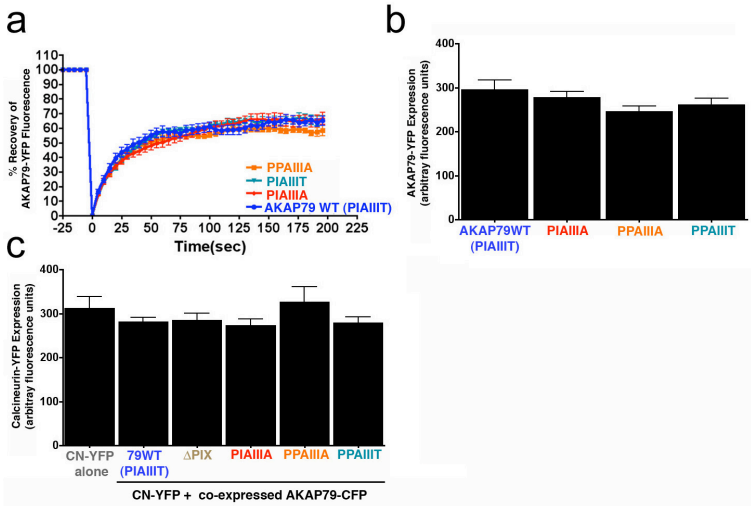 a
% Recovery of
AKAP79-YFP Fluorescence
110
100
90
80
70
60
50
40
30
20
10
0
-25 0 25 50 75 100 125 150 175 200 225
Time(sec)
PPAIIIA
PIAIIIT
PIAIIIA
AKAP79 WT (PIAIIIT)
b
AKAP79-YFP Expression
(arbitray fluorescence units)
400
300
200
100
0
AKAP79WT
(PIAIIIT)
PIAIIIA
PPAIIIA
PPAIIIT
c
Calcineurin-YFP Expression
(arbitray fluorescence units)
400
300
200
100
0
CN-YFP
alone
79WT
(PIAIIIT)
ΔPIX
PIAIIIA
PPAIIIA
PPAIIIT
CN-YFP + co-expressed AKAP79-CFP